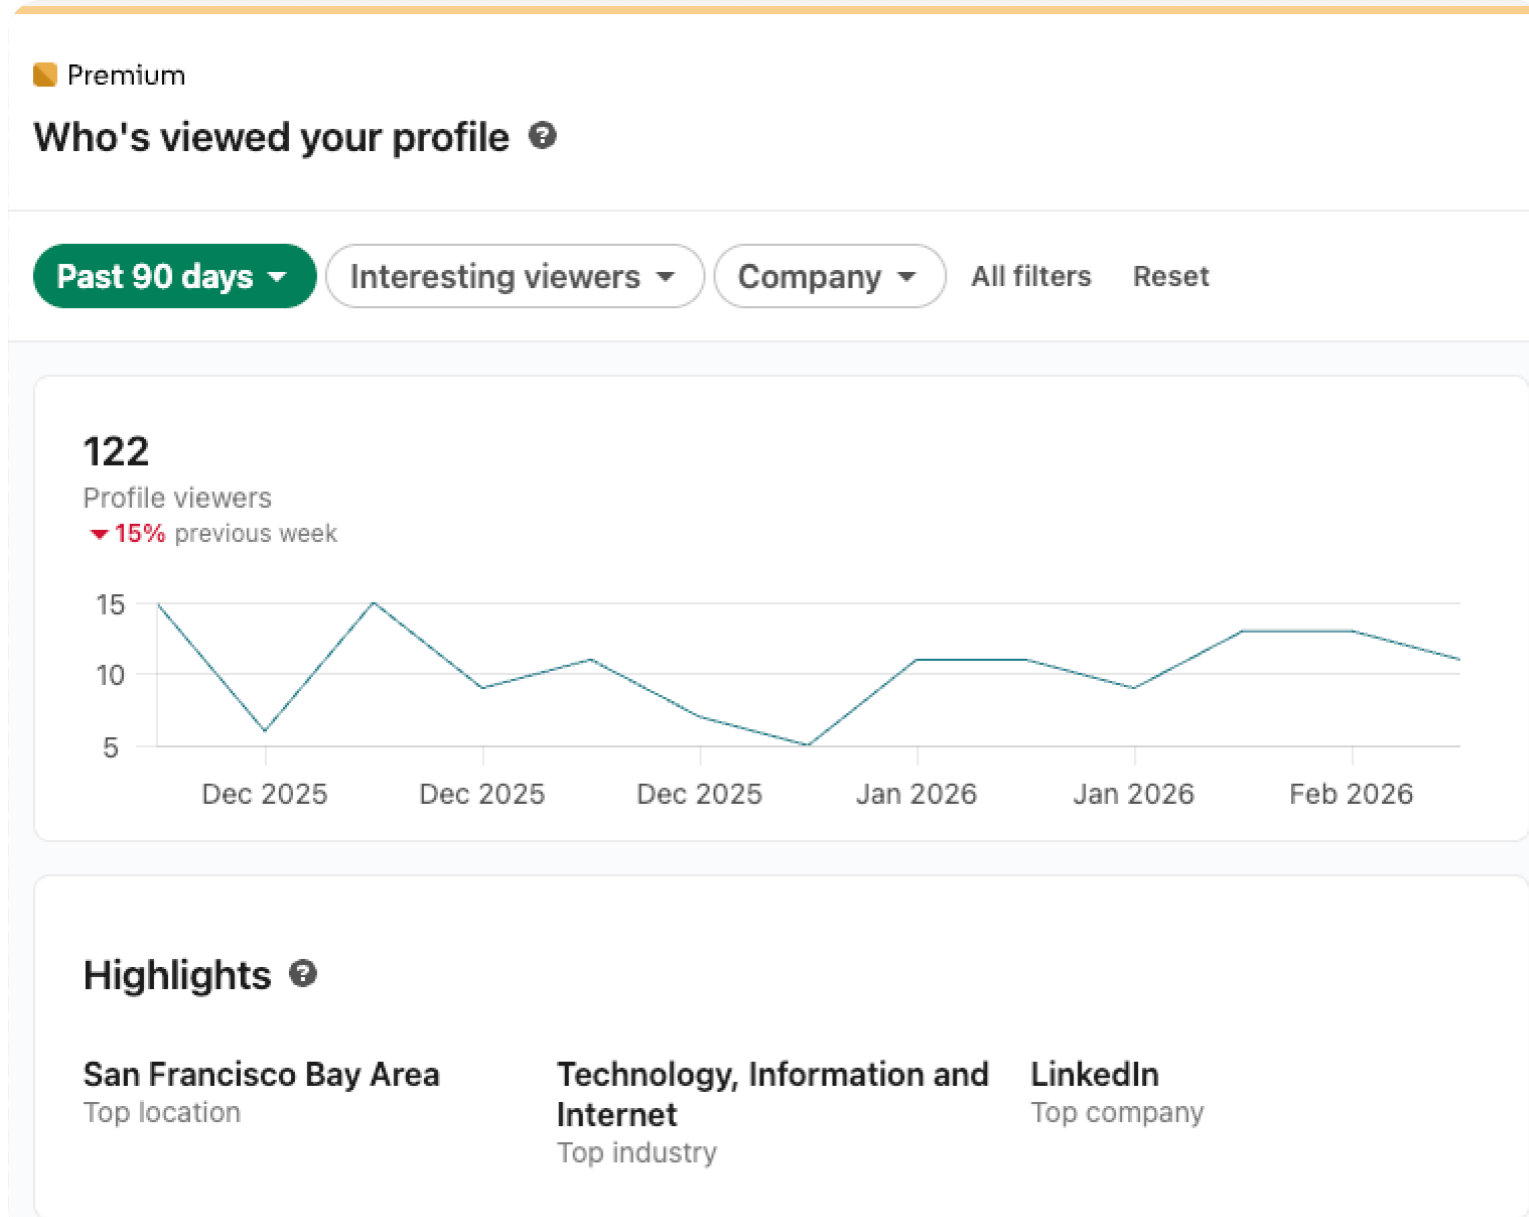 Premium
Who's viewed your profile
Past 90 days
Interesting viewers
Company
All filters
Reset
122
Profile viewers
15% previous week
15
10
5
Dec 2025
Dec 2025
Dec 2025
Jan 2026
Jan 2026
Feb 2026
Highlights
San Francisco Bay Area
Top location
Technology, Information and
Internet
Top industry
LinkedIn
Top company